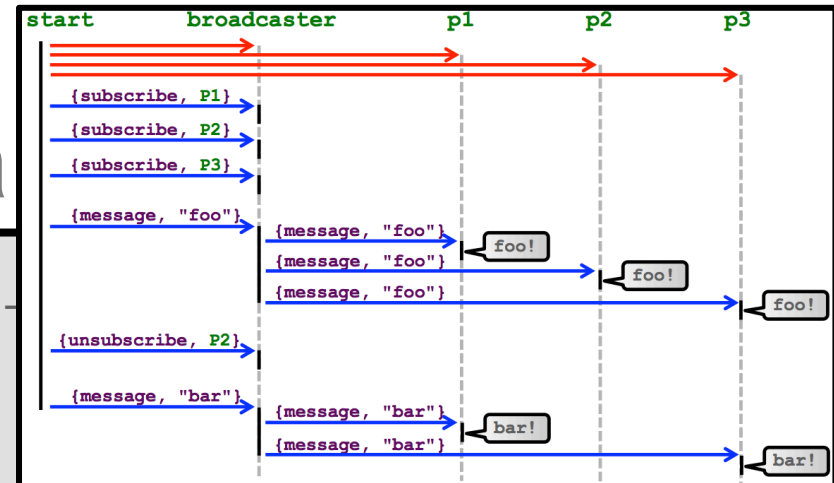 start broadcaster p1 p2 p3
{subscribe, P1}
{subscribe, P2}
{subscribe, P3}
{message, "foo"}
{message, "foo"}
foo!
{message, "foo"}
foo!
{message, "foo"}
foo!
{unsubscribe, P2}
{message, "bar"}
{message, "bar"}
bar!
{message, "bar"}
bar!